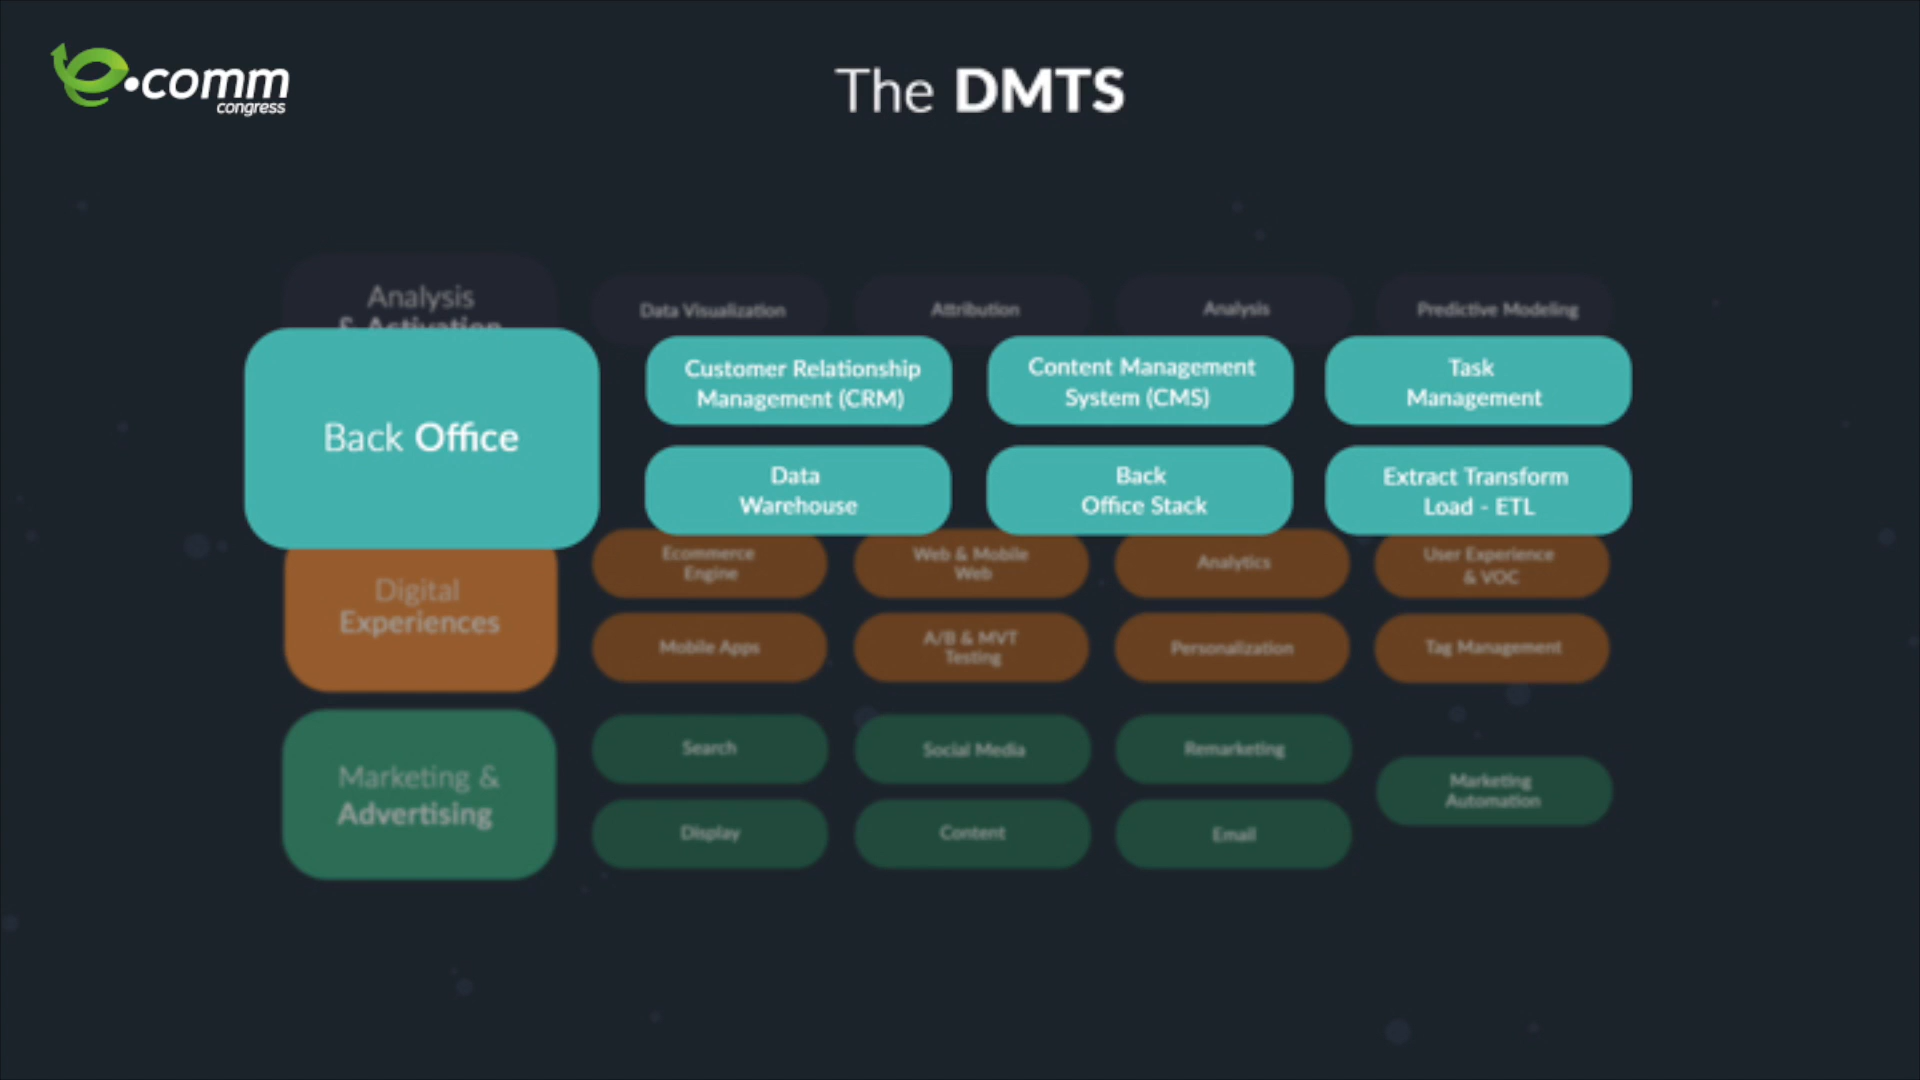 e.comm
congress
The DMTS
Analysis
& Activation
Data Visualization
Attribution
Analysis
Predictive Modeling
Back Office
Customer Relationship
Management (CRM)
Content Management
System (CMS)
Task
Management
Data
Warehouse
Back
Office Stack
Extract Transform
Load - ETL
Digital
Experiences
Ecommerce
Engine
Web & Mobile
Web
Analytics
User Experience
& VOC
Mobile Apps
A/B & MVT
Testing
Personalization
Tag Management
Marketing &
Advertising
Search
Social Media
Remarketing
Marketing
Automation
Display
Content
Email